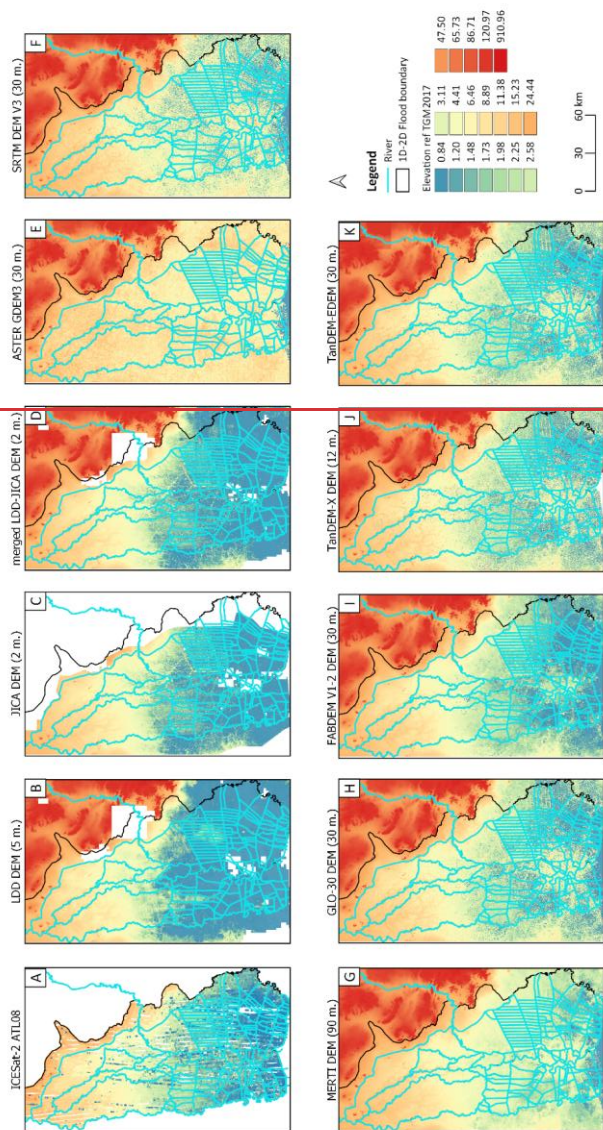 ICESat-2 ATL08
A
LDD DEM (5 m.)
B
JICA DEM (2 m.)
C
merged LDD-JICA DEM (2 m.)
D
ASTER GDEM3 (30 m.)
E
SRTM DEM V3 (30 m.)
F
MERTI DEM (90 m.)
G
GLO-30 DEM (30 m.)
H
FABDEM V1-2 DEM (30 m.)
I
TanDEM-X DEM (12 m.)
J
TanDEM-EDEM (30 m.)
K
Legend
River
1D-2D Flood boundary
Elevation ref TGM2017
0.84 3.11 47.50
1.20 4.41 65.73
1.48 6.46 86.71
1.73 8.89 120.97
1.98 11.38 910.96
2.25 15.23
2.58 24.44
0 30 60 km